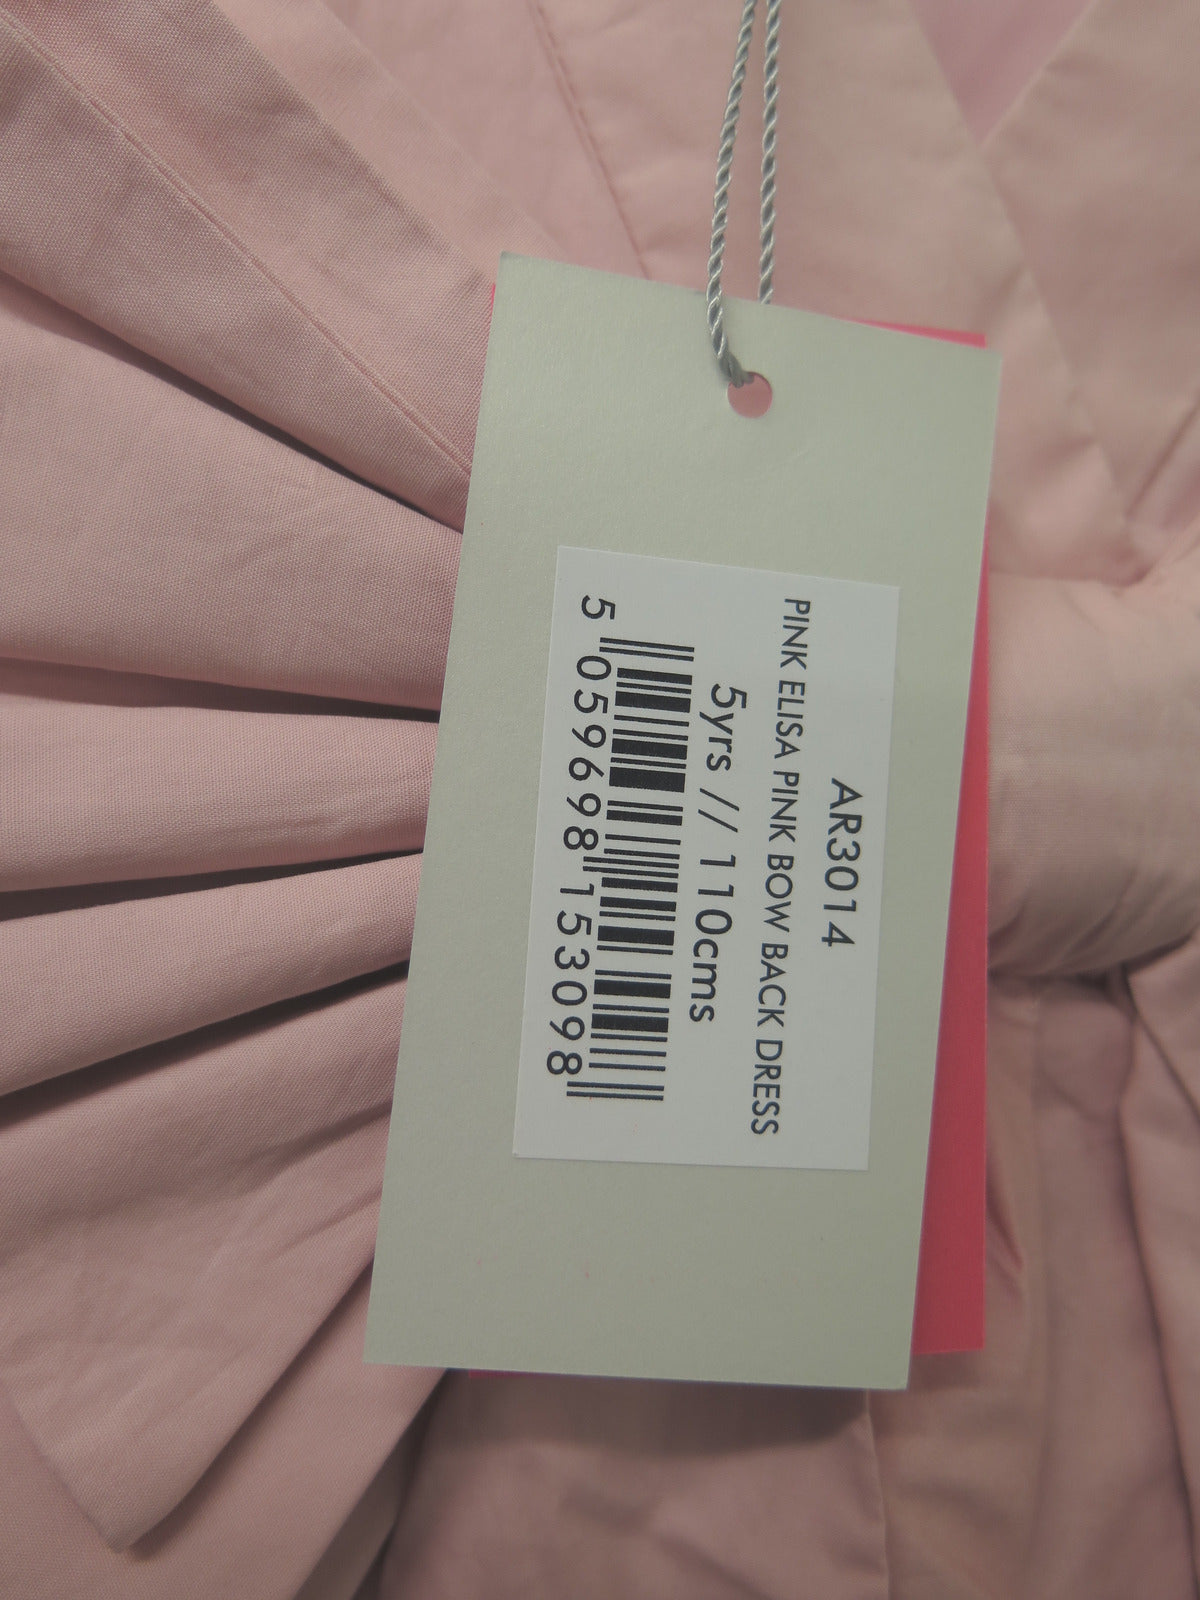 AR3014
PINK ELISA PINK BOW BACK DRESS
5yrs // 110cms
5 059698 153098